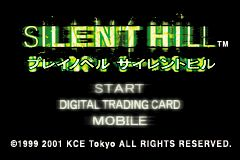 SILENT HILL™
プレイノベル サイレントヒル
START
DIGITAL TRADING CARD
MOBILE
©1999 2001 KCE Tokyo ALL RIGHTS RESERVED.